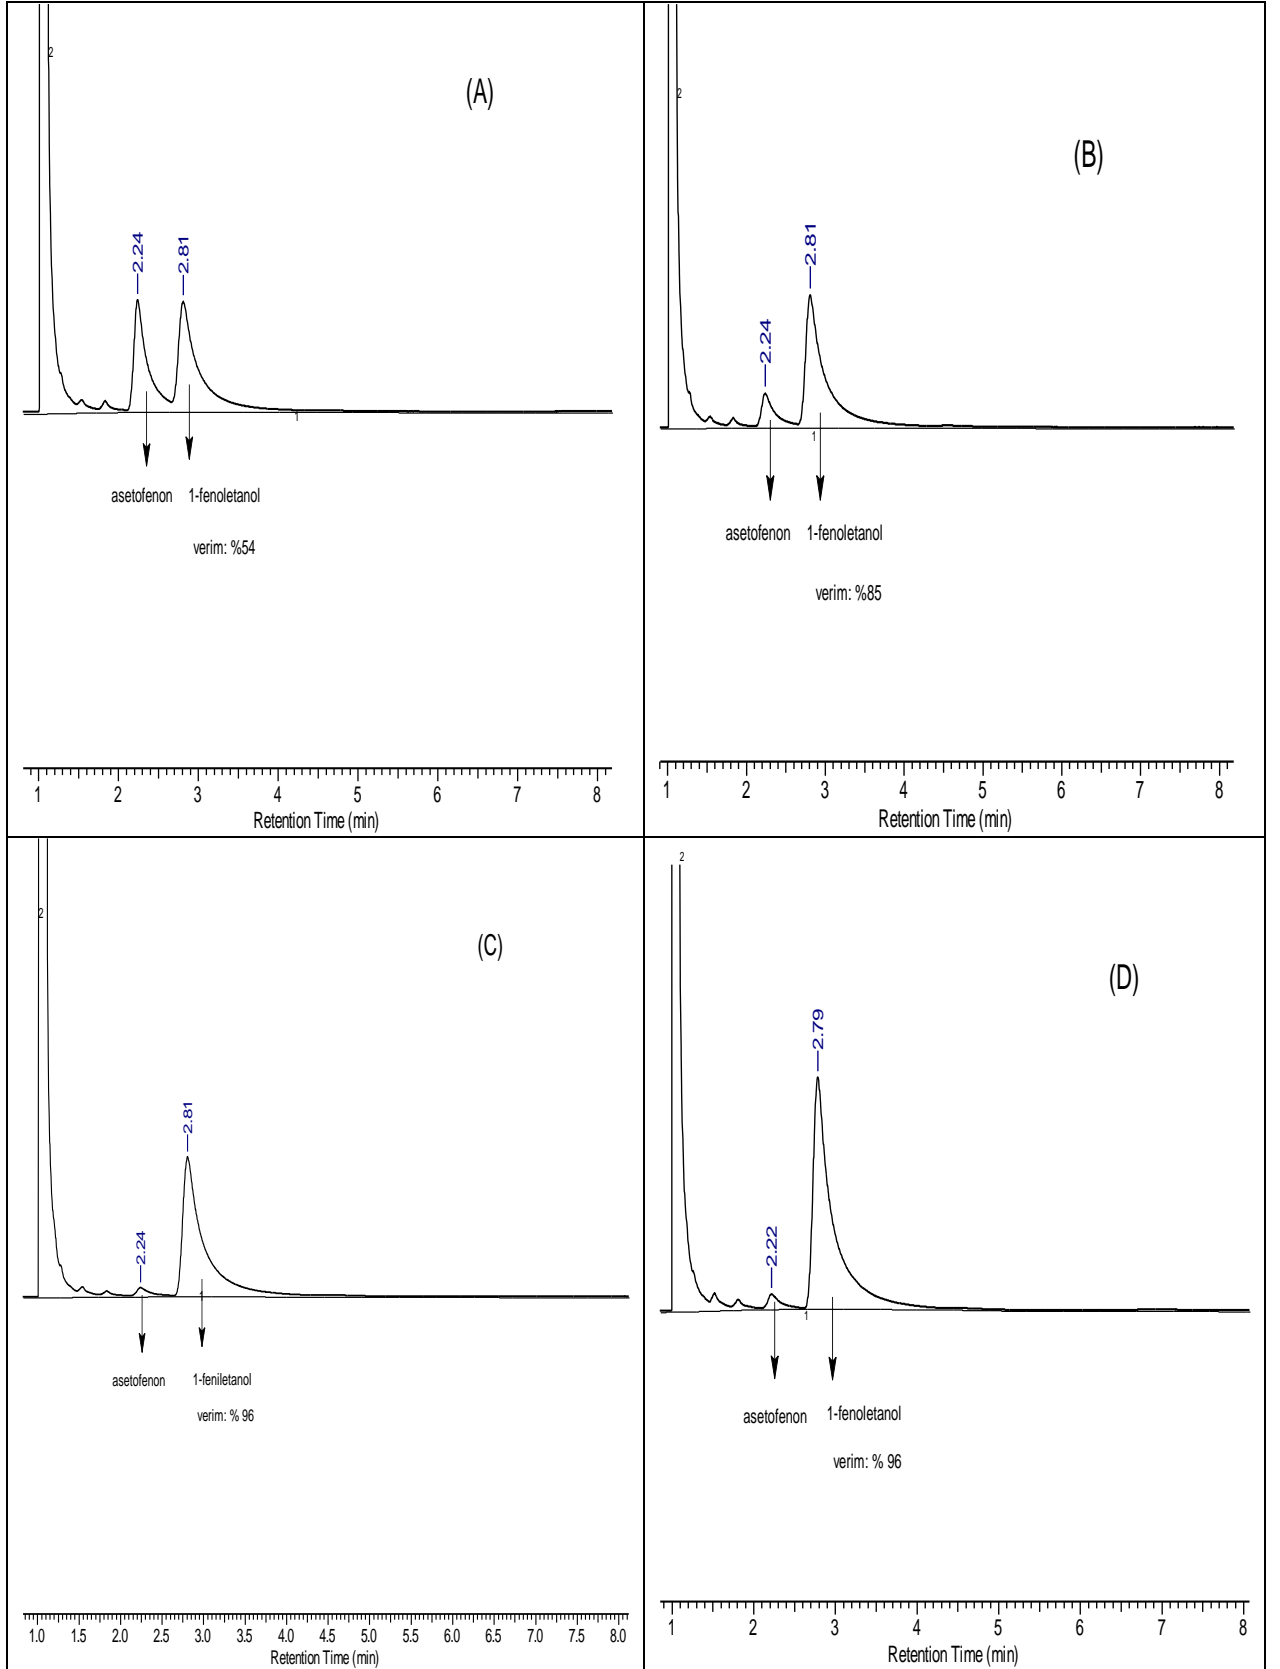 2
(A)
2.24
2.81
1
asetofenon 1-fenoletanol
verim: %54
1 2 3 4 5 6 7 8
Retention Time (min)
2
(B)
2.24
2.81
1
asetofenon 1-fenoletanol
verim: %85
1 2 3 4 5 6 7 8
Retention Time (min)
2
(C)
2.24
2.81
1
asetofenon 1-feniletanol
verim: % 96
1.0 1.5 2.0 2.5 3.0 3.5 4.0 4.5 5.0 5.5 6.0 6.5 7.0 7.5 8.0
Retention Time (min)
2
(D)
2.22
2.79
1
asetofenon 1-fenoletanol
verim: % 96
1 2 3 4 5 6 7 8
Retention Time (min)